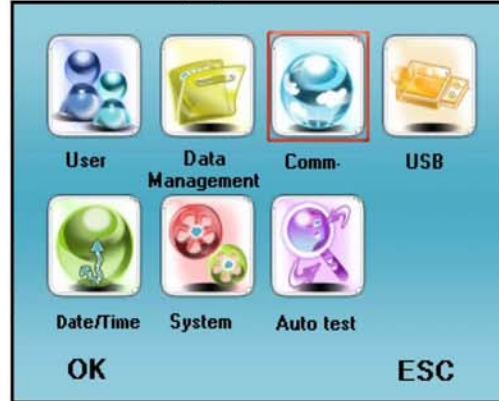 User
Data
Management
Comm-
USB
Date/Time
System
Auto test
OK
ESC